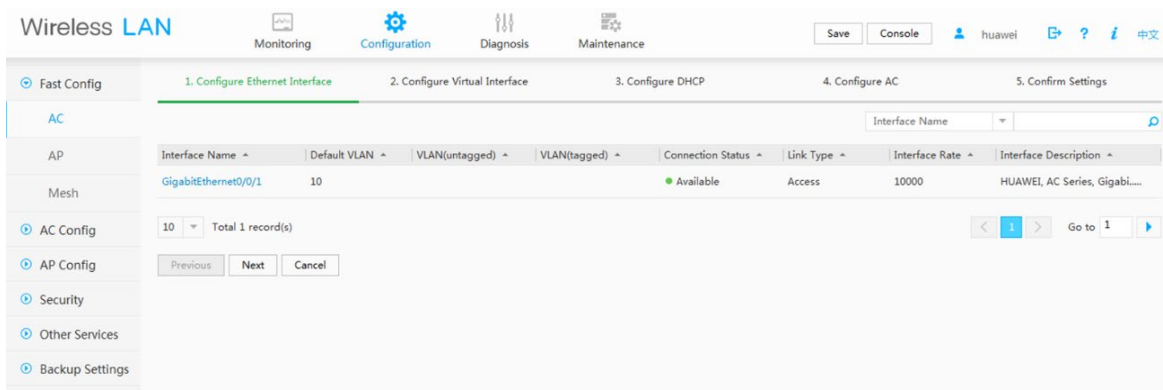 Wireless LAN
Monitoring
Configuration
Diagnosis
Maintenance
Save
Console
huawei
?
i
中文
Fast Config
AC
AP
Mesh
AC Config
AP Config
Security
Other Services
Backup Settings
1. Configure Ethernet Interface
2. Configure Virtual Interface
3. Configure DHCP
4. Configure AC
5. Confirm Settings
Interface Name
Interface Name Default VLAN VLAN(untagged) VLAN(tagged) Connection Status Link Type Interface Rate Interface Description
GigabitEthernet0/0/1 10 Available Access 10000 HUAWEI, AC Series, Gigabi.....
10 Total 1 record(s) < 1 > Go to 1
Previous Next Cancel